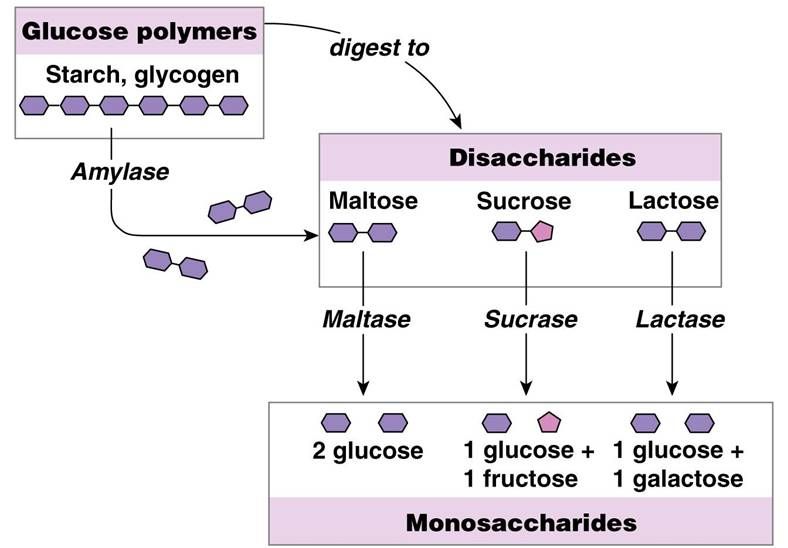 Glucose polymers
Starch, glycogen
digest to
Amylase
Disaccharides
Maltose
Sucrose
Lactose
Maltase
Sucrase
Lactase
2 glucose
1 glucose +
1 fructose
1 glucose +
1 galactose
Monosaccharides